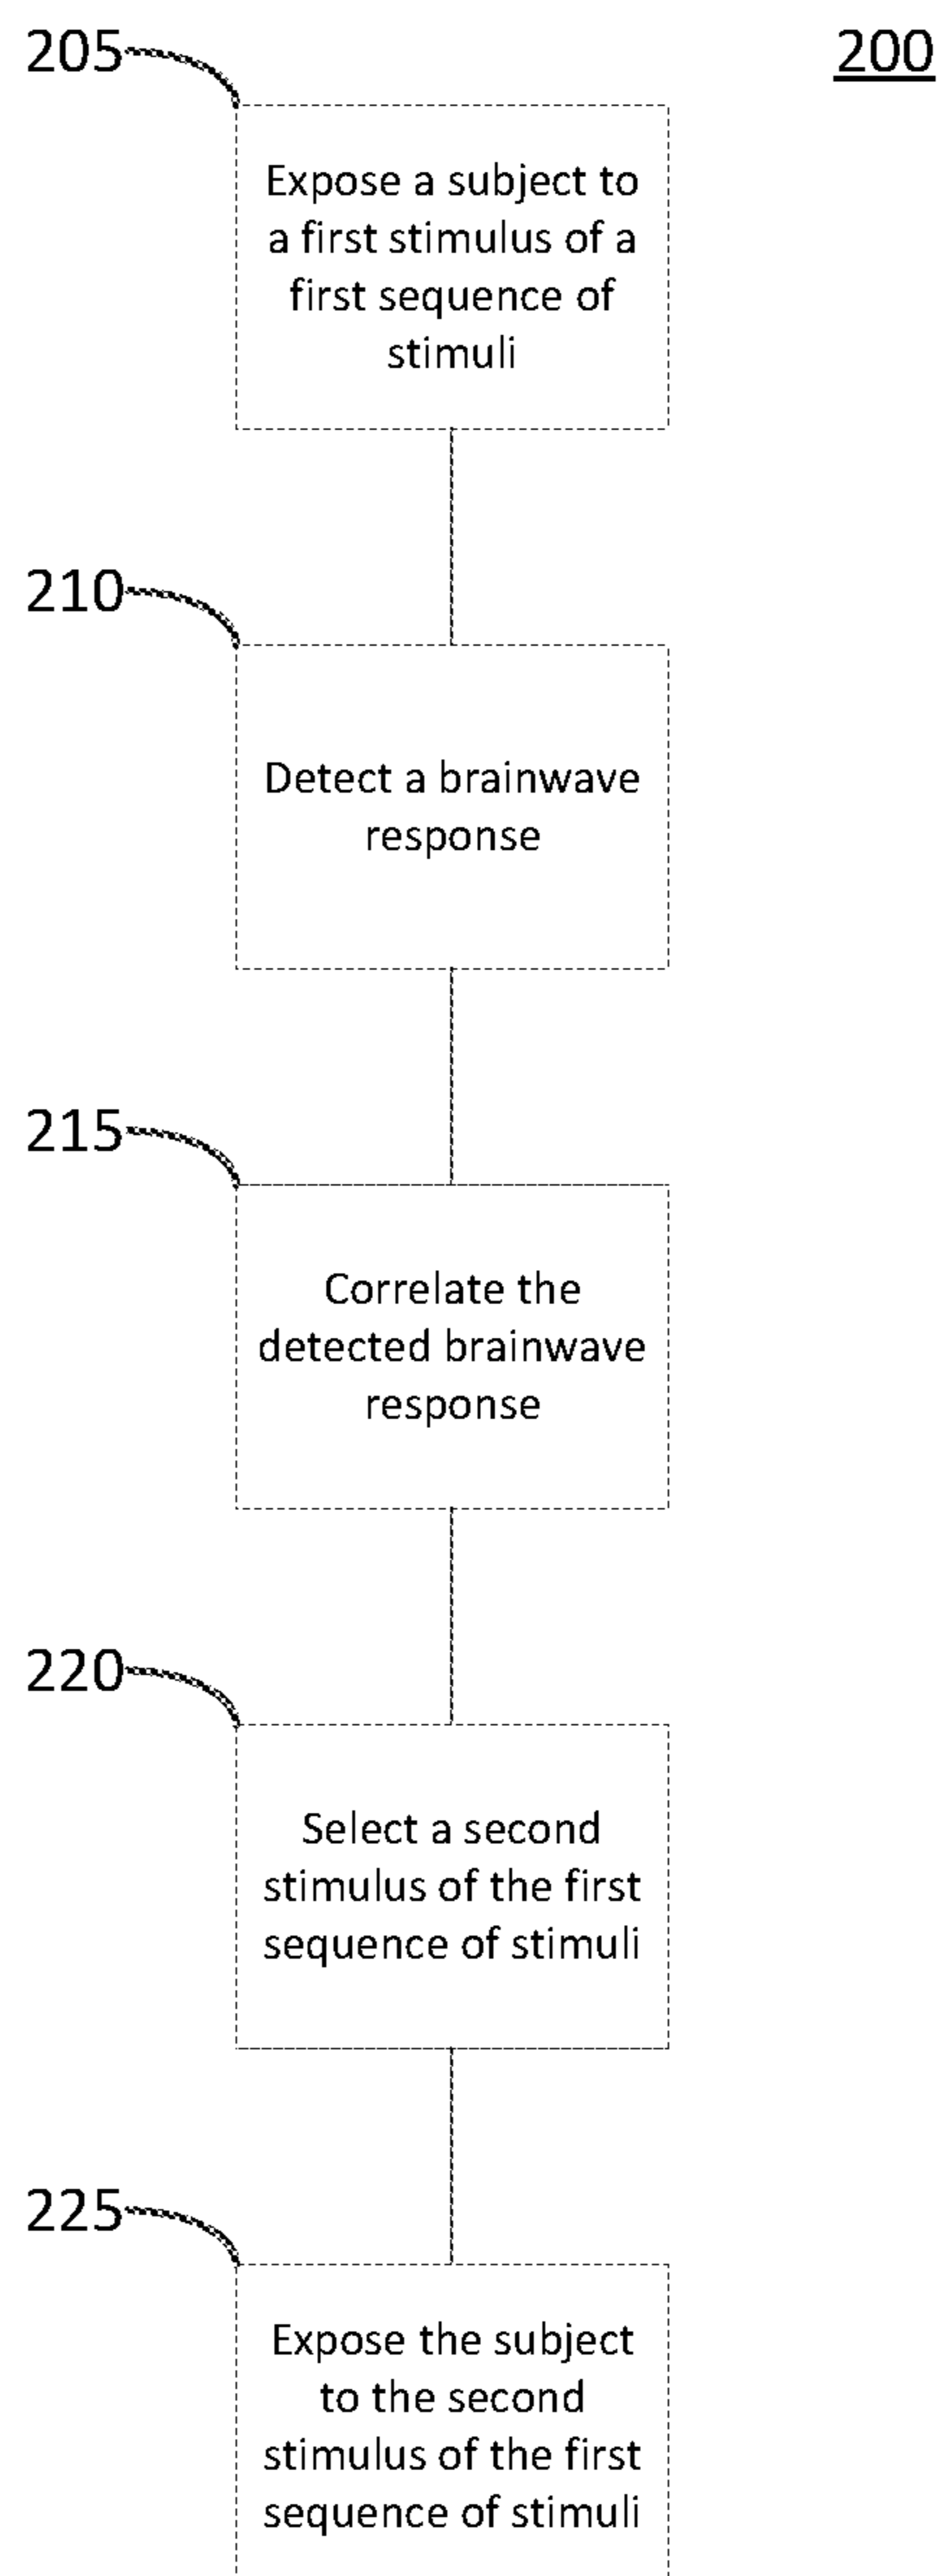 205
200
Expose a subject to
a first stimulus of a
first sequence of
stimuli
210
Detect a brainwave
response
215
Correlate the
detected brainwave
response
220
Select a second
stimulus of the first
sequence of stimuli
225
Expose the subject
to the second
stimulus of the first
sequence of stimuli